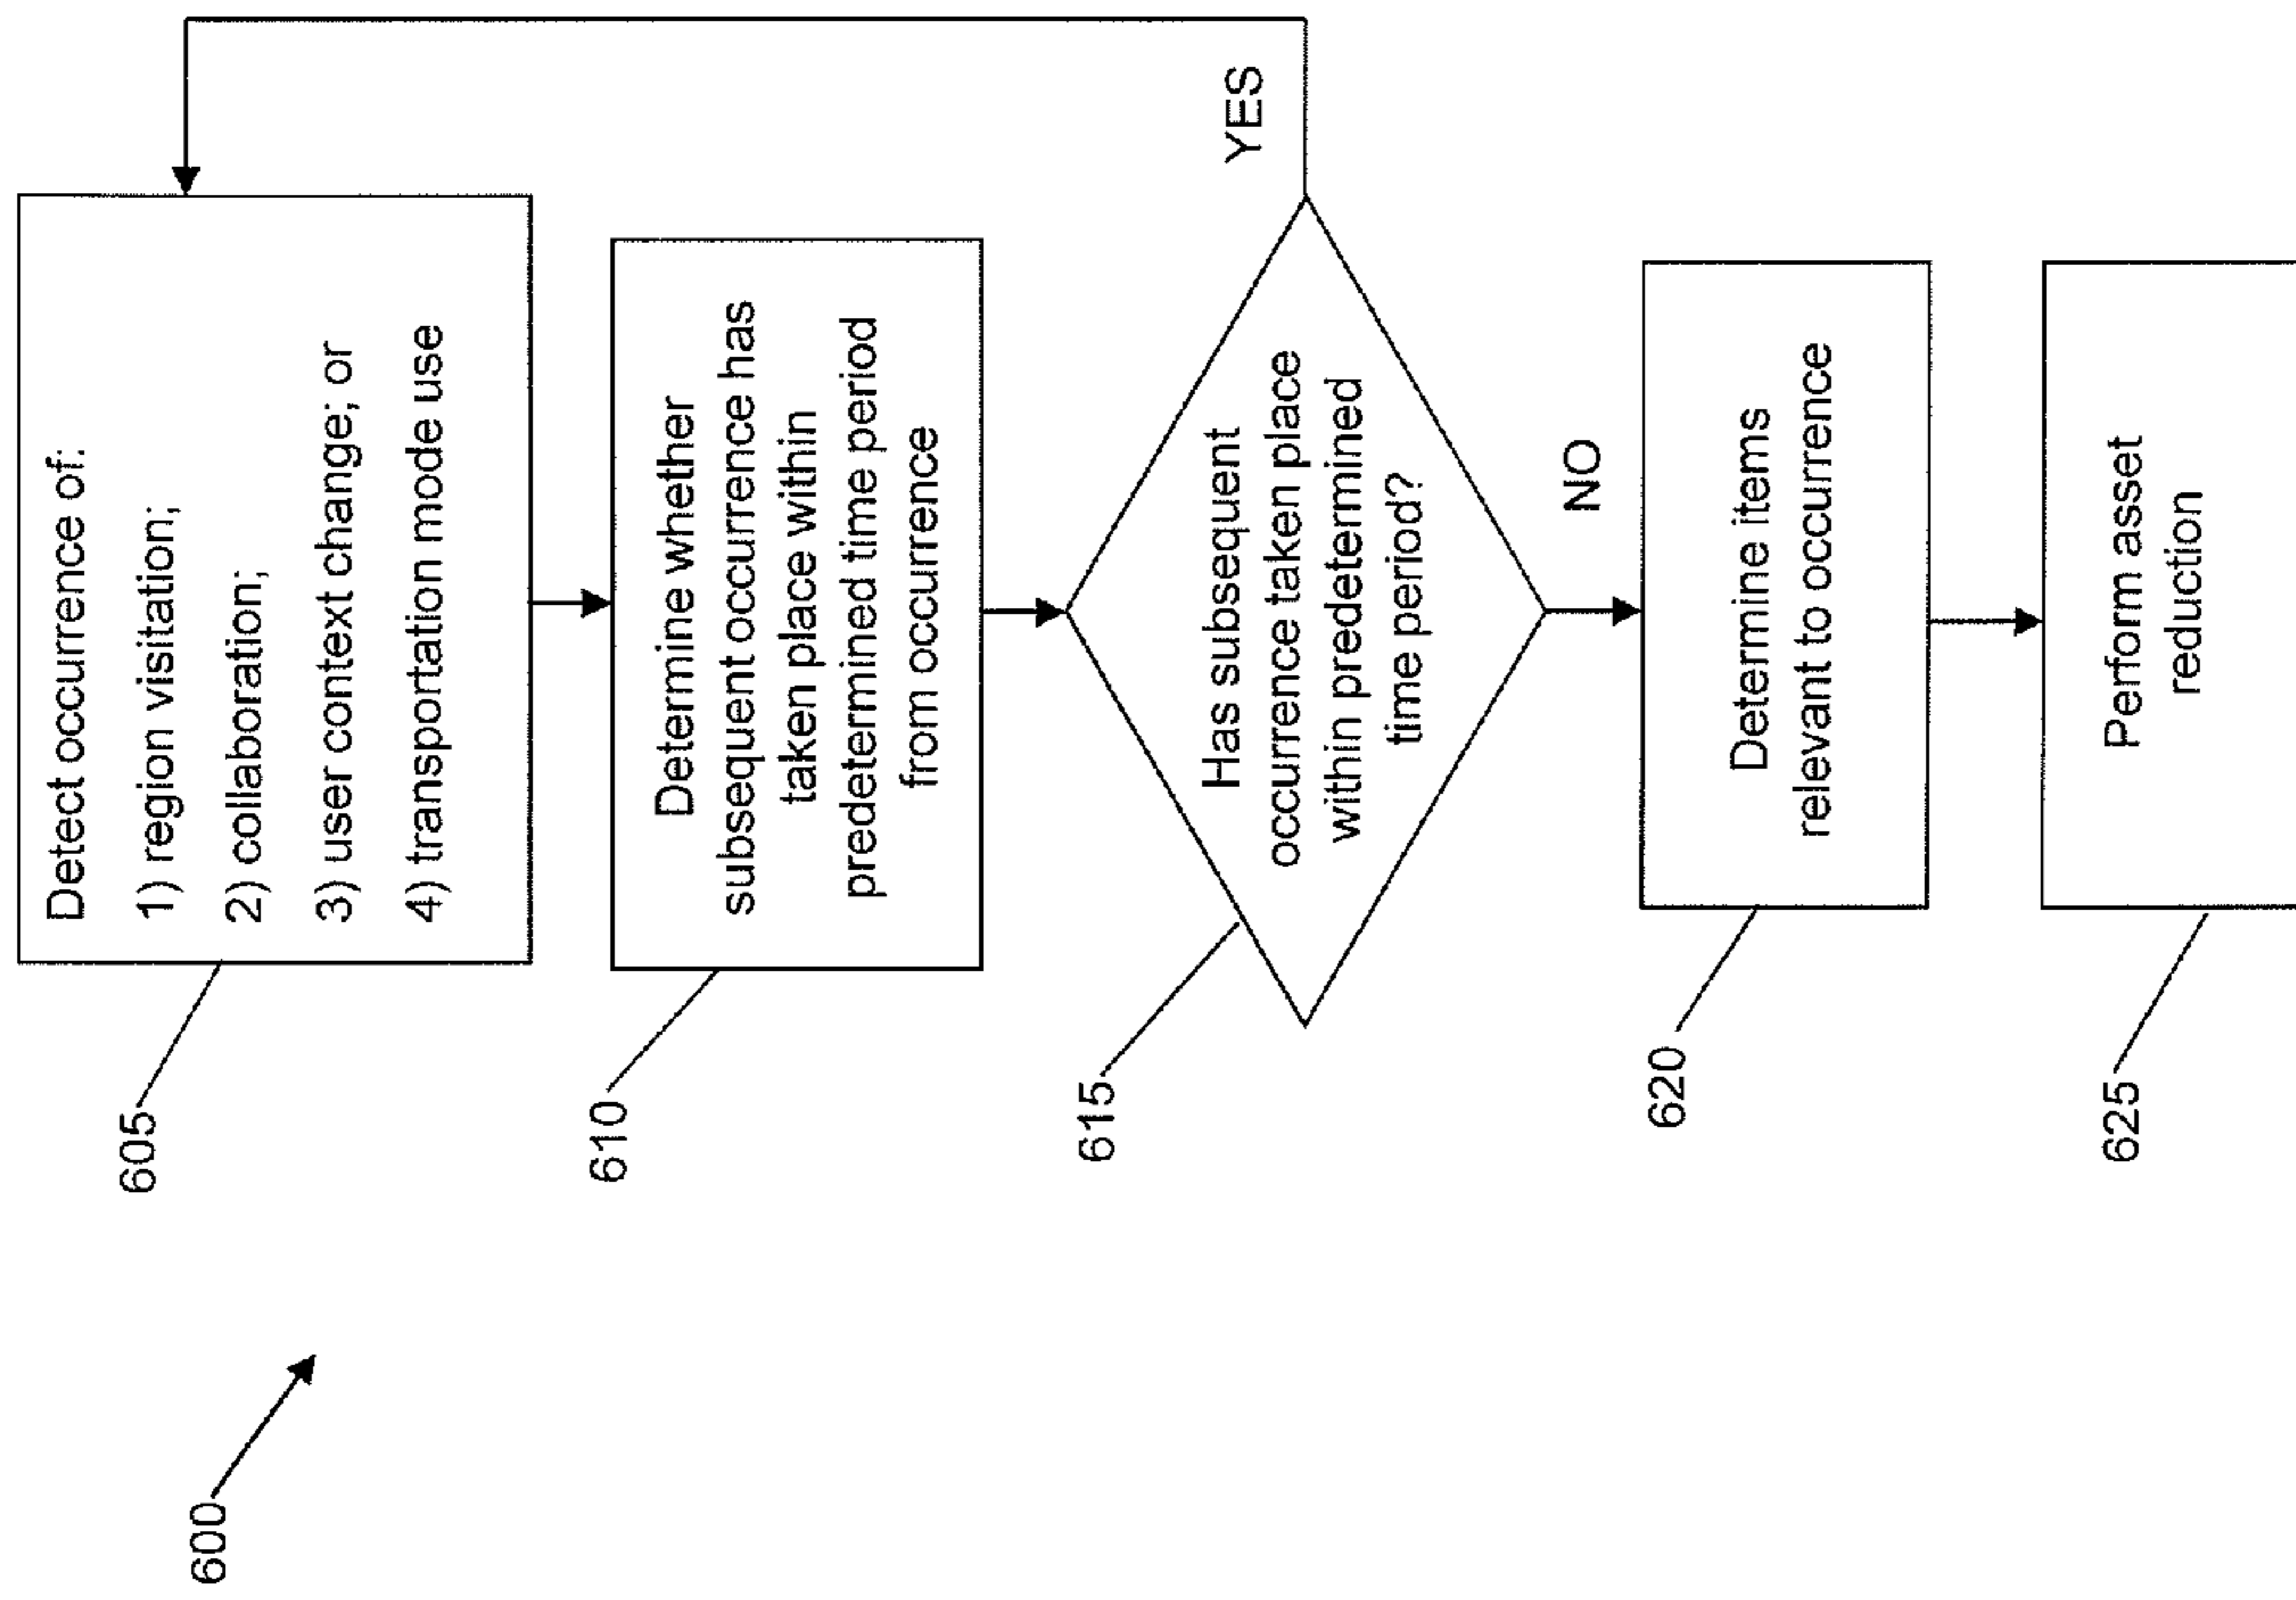 600
605
Detect occurrence of:
1) region visitation;
2) collaboration;
3) user context change; or
4) transportation mode use
610
Determine whether
subsequent occurrence has
taken place within
predetermined time period
from occurrence
615
Has subsequent
occurrence taken place
within predetermined
time period?
YES
NO
620
Determine items
relevant to occurrence
625
Perform asset
reduction